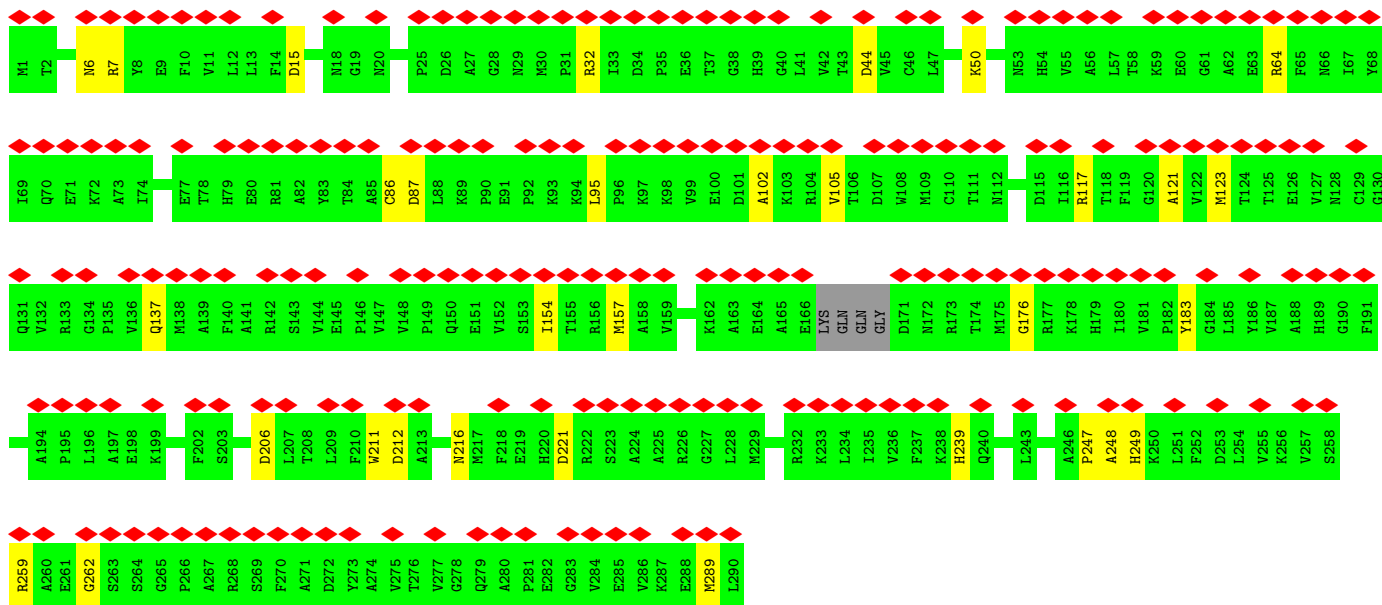 M1 T2 N6 R7 Y8 E9 F10 V11 L12 L13 F14 D15 N18 G19 N20 P25 D26 A27 G28 N29 M30 P31 R32 I33 D34 P35 E36 T37 G38 H39 G40 L41 V42 T43 D44 V45 C46 L47 K50 N53 H54 V55 A56 L57 T58 K59 E60 G61 A62 E63 R64 F65 N66 I67 Y68
I69 Q70 E71 K72 A73 I74 E77 T78 H79 E80 R81 A82 Y83 T84 A85 C86 D87 L88 K89 P90 E91 P92 K93 K94 L95 P96 K97 K98 V99 E100 D101 A102 K103 R104 V105 T106 D107 W108 M109 C110 T111 N112 D115 I116 R117 T118 F119 G120 A121 V122 M123 T124 T125 E126 V127 N128 C129 G130
Q131 V132 R133 G134 P135 V136 Q137 M138 A139 F140 A141 R142 S143 V144 E145 P146 V147 V148 P149 Q150 E151 V152 S153 I154 T155 R156 M157 A158 V159 K162 A163 E164 A165 E166 LYS GLN GLN GLY D171 N172 R173 T174 M175 G176 R177 K178 H179 I180 V181 P182 Y183 G184 L185 Y186 V187 A188 H189 G190 F191
A194 P195 L196 A197 E198 K199 F202 S203 D206 L207 T208 L209 F210 W211 D212 A213 N216 M217 F218 E219 H220 D221 R222 S223 A224 A225 R226 G227 L228 M229 R232 K233 L234 I235 V236 F237 K238 H239 Q240 L243 A246 P247 A248 H249 K250 L251 F252 D253 L254 V255 K256 V257 S258
R259 A260 E261 G262 S263 S264 G265 P266 A267 R268 S269 F270 A271 D272 Y273 A274 V275 T276 V277 G278 Q279 A280 P281 E282 G283 V284 E285 V286 K287 E288 M289 L290